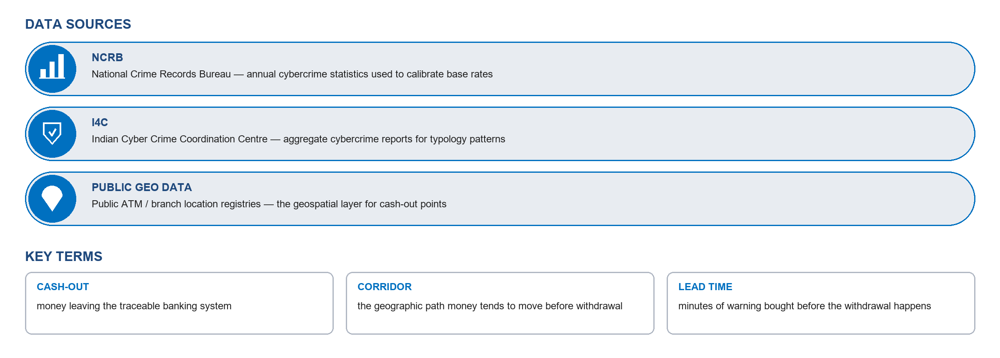 DATA SOURCES
NCRB
National Crime Records Bureau — annual cybercrime statistics used to calibrate base rates
I4C
Indian Cyber Crime Coordination Centre — aggregate cybercrime reports for typology patterns
PUBLIC GEO DATA
Public ATM / branch location registries — the geospatial layer for cash-out points
KEY TERMS
CASH-OUT
money leaving the traceable banking system
CORRIDOR
the geographic path money tends to move before withdrawal
LEAD TIME
minutes of warning bought before the withdrawal happens